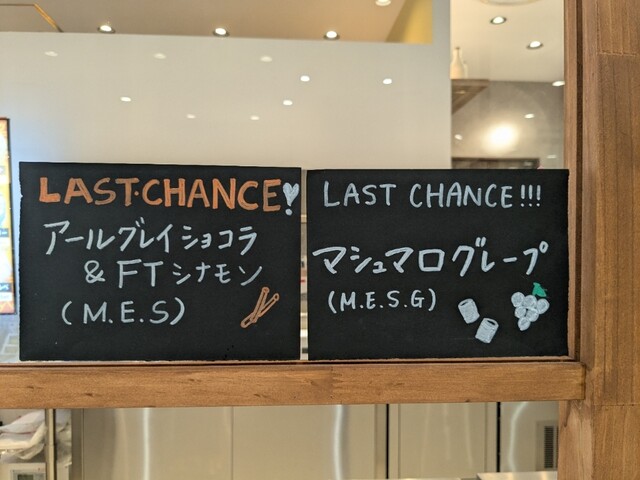 LAST・CHANCE!
アールグレイショコラ
& FTシナモン
(M.E.S)
LAST CHANCE!!!
マシュマログレープ
(M.E.S.G)